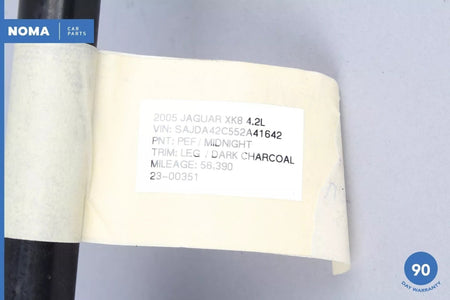 NOMA CAR PARTS
2005 JAGUAR XK8 4.2L
VIN: SAJDA42C552A41642
PNT: PEF / MIDNIGHT
TRIM: LEG / DARK CHARCOAL
MILEAGE: 58,390
23-00351
90
DAY WARRANTY